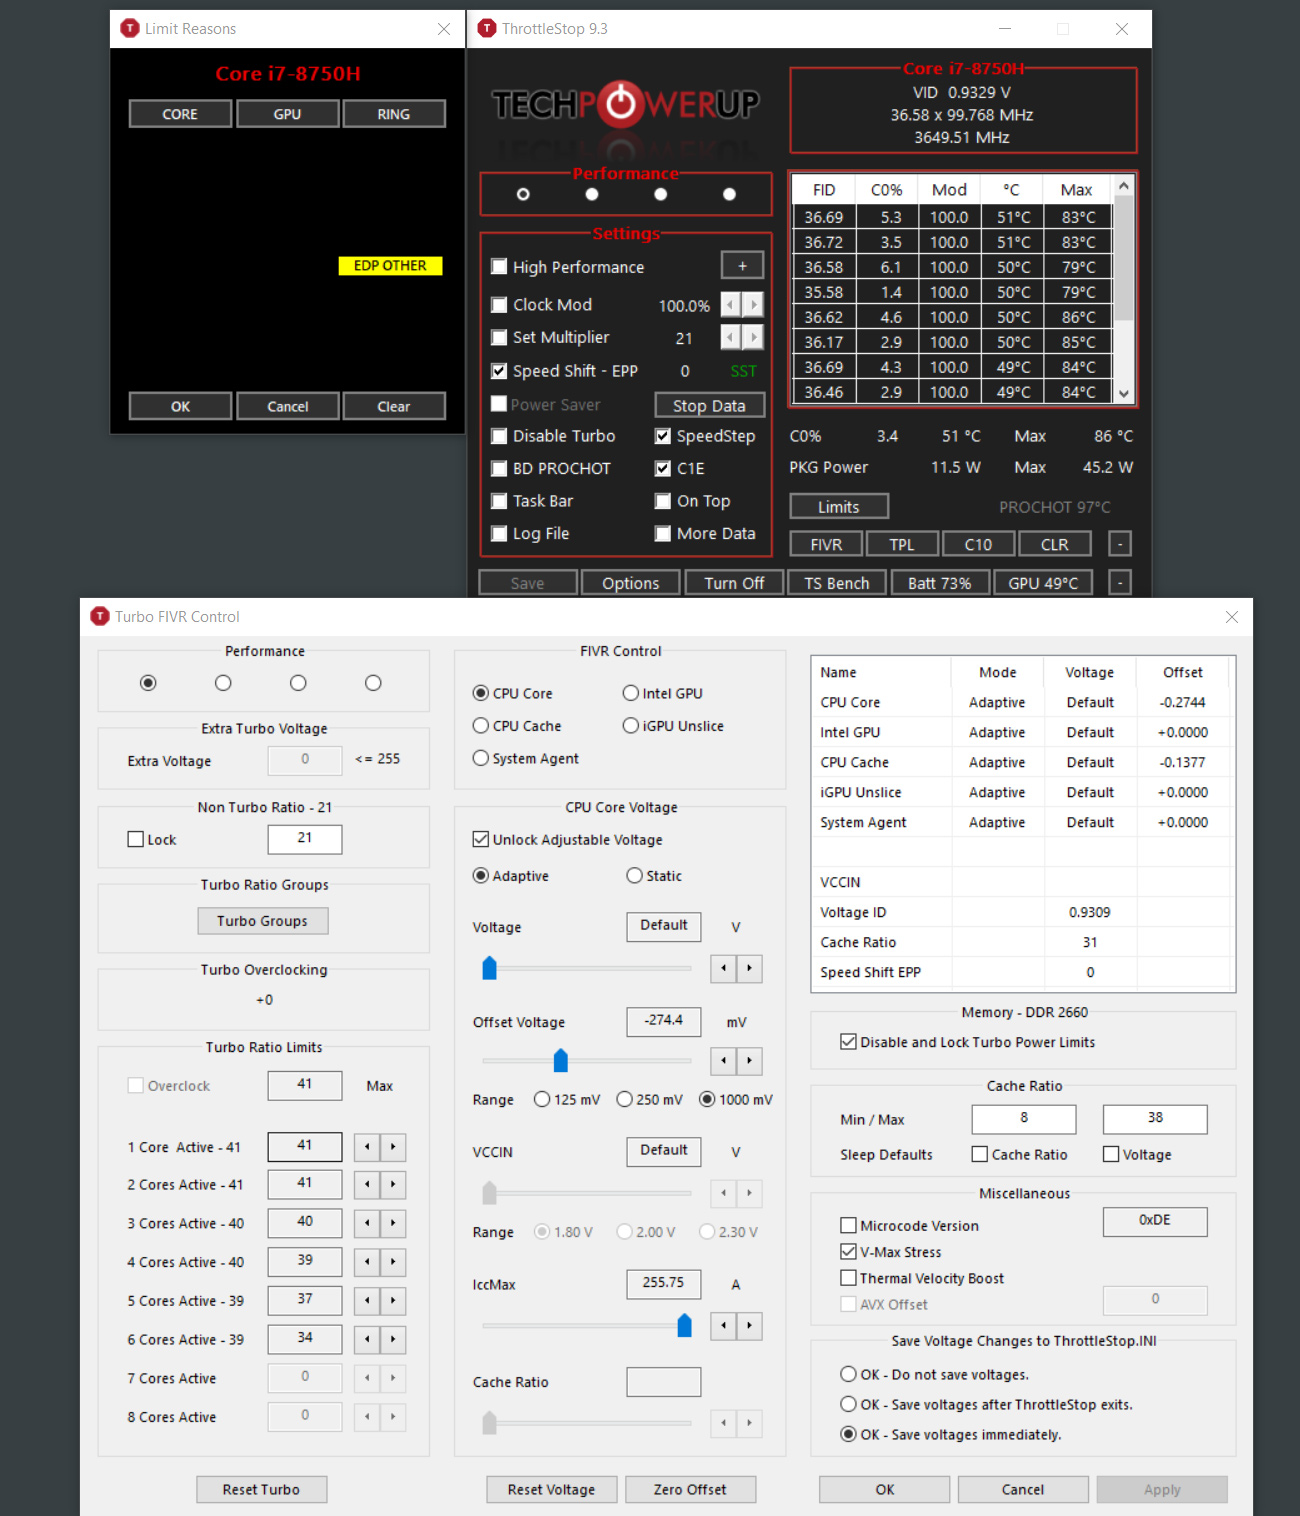 Limit Reasons
Core i7-8750H
CORE GPU RING
EDP OTHER
OK Cancel Clear
ThrottleStop 9.3
TECHPOWERUP
Core i7-8750H
VID 0.9329 V
36.58 x 99.768 MHz
3649.51 MHz
Performance
Settings
High Performance +
Clock Mod 100.0%
Set Multiplier 21
Speed Shift - EPP 0 SST
Power Saver Stop Data
Disable Turbo SpeedStep
BD PROCHOT C1E
Task Bar On Top
Log File More Data
FID C0% Mod °C Max
36.69 5.3 100.0 51°C 83°C
36.72 3.5 100.0 51°C 83°C
36.58 6.1 100.0 50°C 79°C
35.58 1.4 100.0 50°C 79°C
36.62 4.6 100.0 50°C 86°C
36.17 2.9 100.0 50°C 85°C
36.69 4.3 100.0 49°C 84°C
36.46 2.9 100.0 49°C 84°C
C0% 3.4 51 °C Max 86 °C
PKG Power 11.5 W Max 45.2 W
Limits PROCHOT 97°C
FIVR TPL C10 CLR -
Save Options Turn Off TS Bench Batt 73% GPU 49°C -
Turbo FIVR Control
Performance
Extra Turbo Voltage
Extra Voltage 0 <= 255
Non Turbo Ratio - 21
Lock 21
Turbo Ratio Groups
Turbo Groups
Turbo Overclocking
+0
Turbo Ratio Limits
Overclock 41 Max
1 Core Active - 41 41
2 Cores Active - 41 41
3 Cores Active - 40 40
4 Cores Active - 40 39
5 Cores Active - 39 37
6 Cores Active - 39 34
7 Cores Active 0
8 Cores Active 0
Reset Turbo
FIVR Control
CPU Core Intel GPU
CPU Cache iGPU Unslice
System Agent
CPU Core Voltage
Unlock Adjustable Voltage
Adaptive Static
Voltage Default V
Offset Voltage -274.4 mV
Range 125 mV 250 mV 1000 mV
VCCIN Default V
Range 1.80 V 2.00 V 2.30 V
IccMax 255.75 A
Cache Ratio
Reset Voltage Zero Offset
Name Mode Voltage Offset
CPU Core Adaptive Default -0.2744
Intel GPU Adaptive Default +0.0000
CPU Cache Adaptive Default -0.1377
iGPU Unslice Adaptive Default +0.0000
System Agent Adaptive Default +0.0000
VCCIN
Voltage ID 0.9309
Cache Ratio 31
Speed Shift EPP 0
Memory - DDR 2660
Disable and Lock Turbo Power Limits
Cache Ratio
Min / Max 8 38
Sleep Defaults Cache Ratio Voltage
Miscellaneous
Microcode Version 0xDE
V-Max Stress
Thermal Velocity Boost
AVX Offset 0
Save Voltage Changes to ThrottleStop.INI
OK - Do not save voltages.
OK - Save voltages after ThrottleStop exits.
OK - Save voltages immediately.
OK Cancel Apply